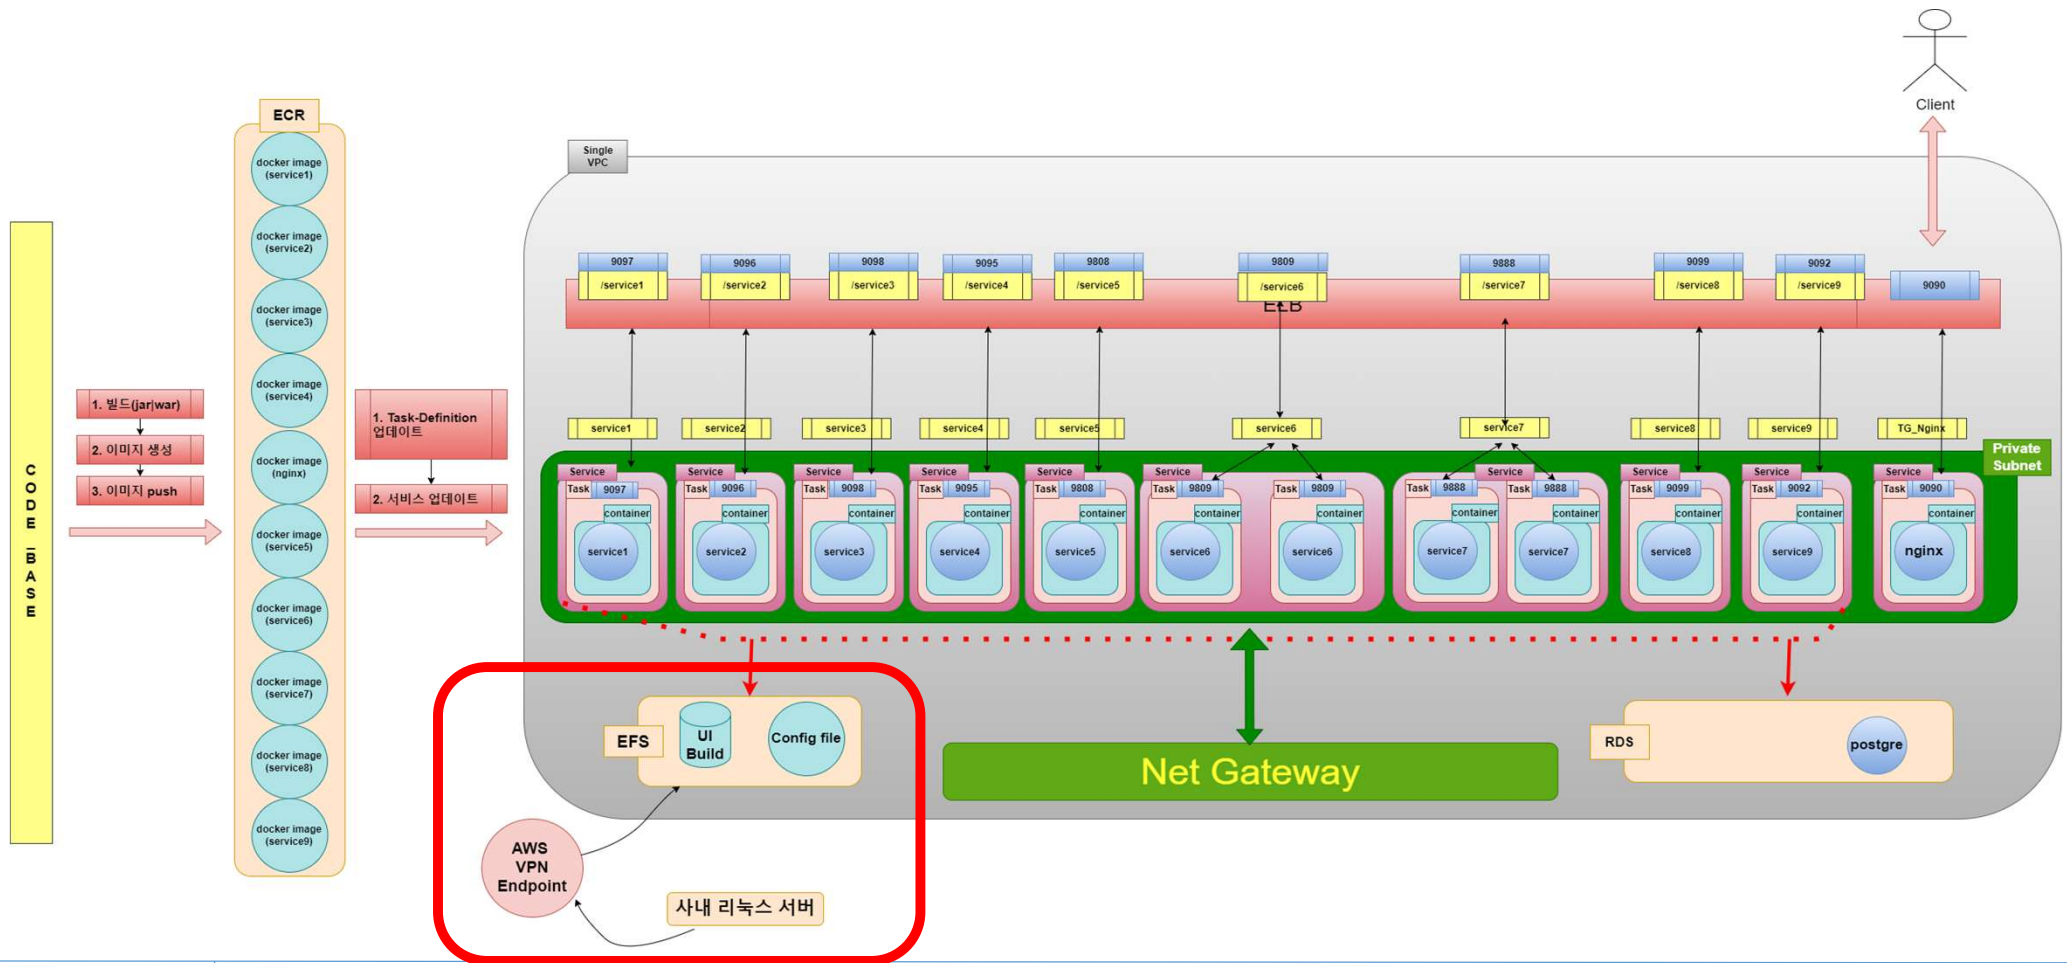 Client
ECR
docker image
(service1)
docker image
(service2)
docker image
(service3)
docker image
(service4)
docker image
(nginx)
docker image
(service5)
docker image
(service6)
docker image
(service7)
docker image
(service8)
docker image
(service9)
CODE_BASE
1. 빌드(jar|war)
2. 이미지 생성
3. 이미지 push
1. Task-Definition
업데이트
2. 서비스 업데이트
Single
VPC
9097
/service1
9096
/service2
9098
/service3
9095
/service4
9808
/service5
9809
/service6
9888
/service7
9099
/service8
9092
/service9
9090
ELB
service1
service2
service3
service4
service5
service6
service7
service8
service9
TG_Nginx
Private
Subnet
Service
Task
9097
container
service1
Service
Task
9096
container
service2
Service
Task
9098
container
service3
Service
Task
9095
container
service4
Service
Task
9808
container
service5
Service
Task
9809
container
service6
Task
9809
container
service6
Service
Task
9888
container
service7
Task
9888
container
service7
Service
Task
9099
container
service8
Service
Task
9092
container
service9
Service
Task
9090
container
nginx
EFS
UI
Build
Config file
Net Gateway
RDS
postgre
AWS
VPN
Endpoint
사내 리눅스 서버